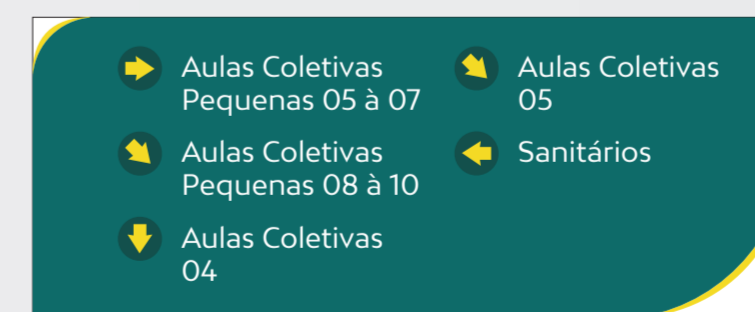 Aulas Coletivas
Pequenas 05 à 07
Aulas Coletivas
Pequenas 08 à 10
Aulas Coletivas
04
Aulas Coletivas
05
Sanitários